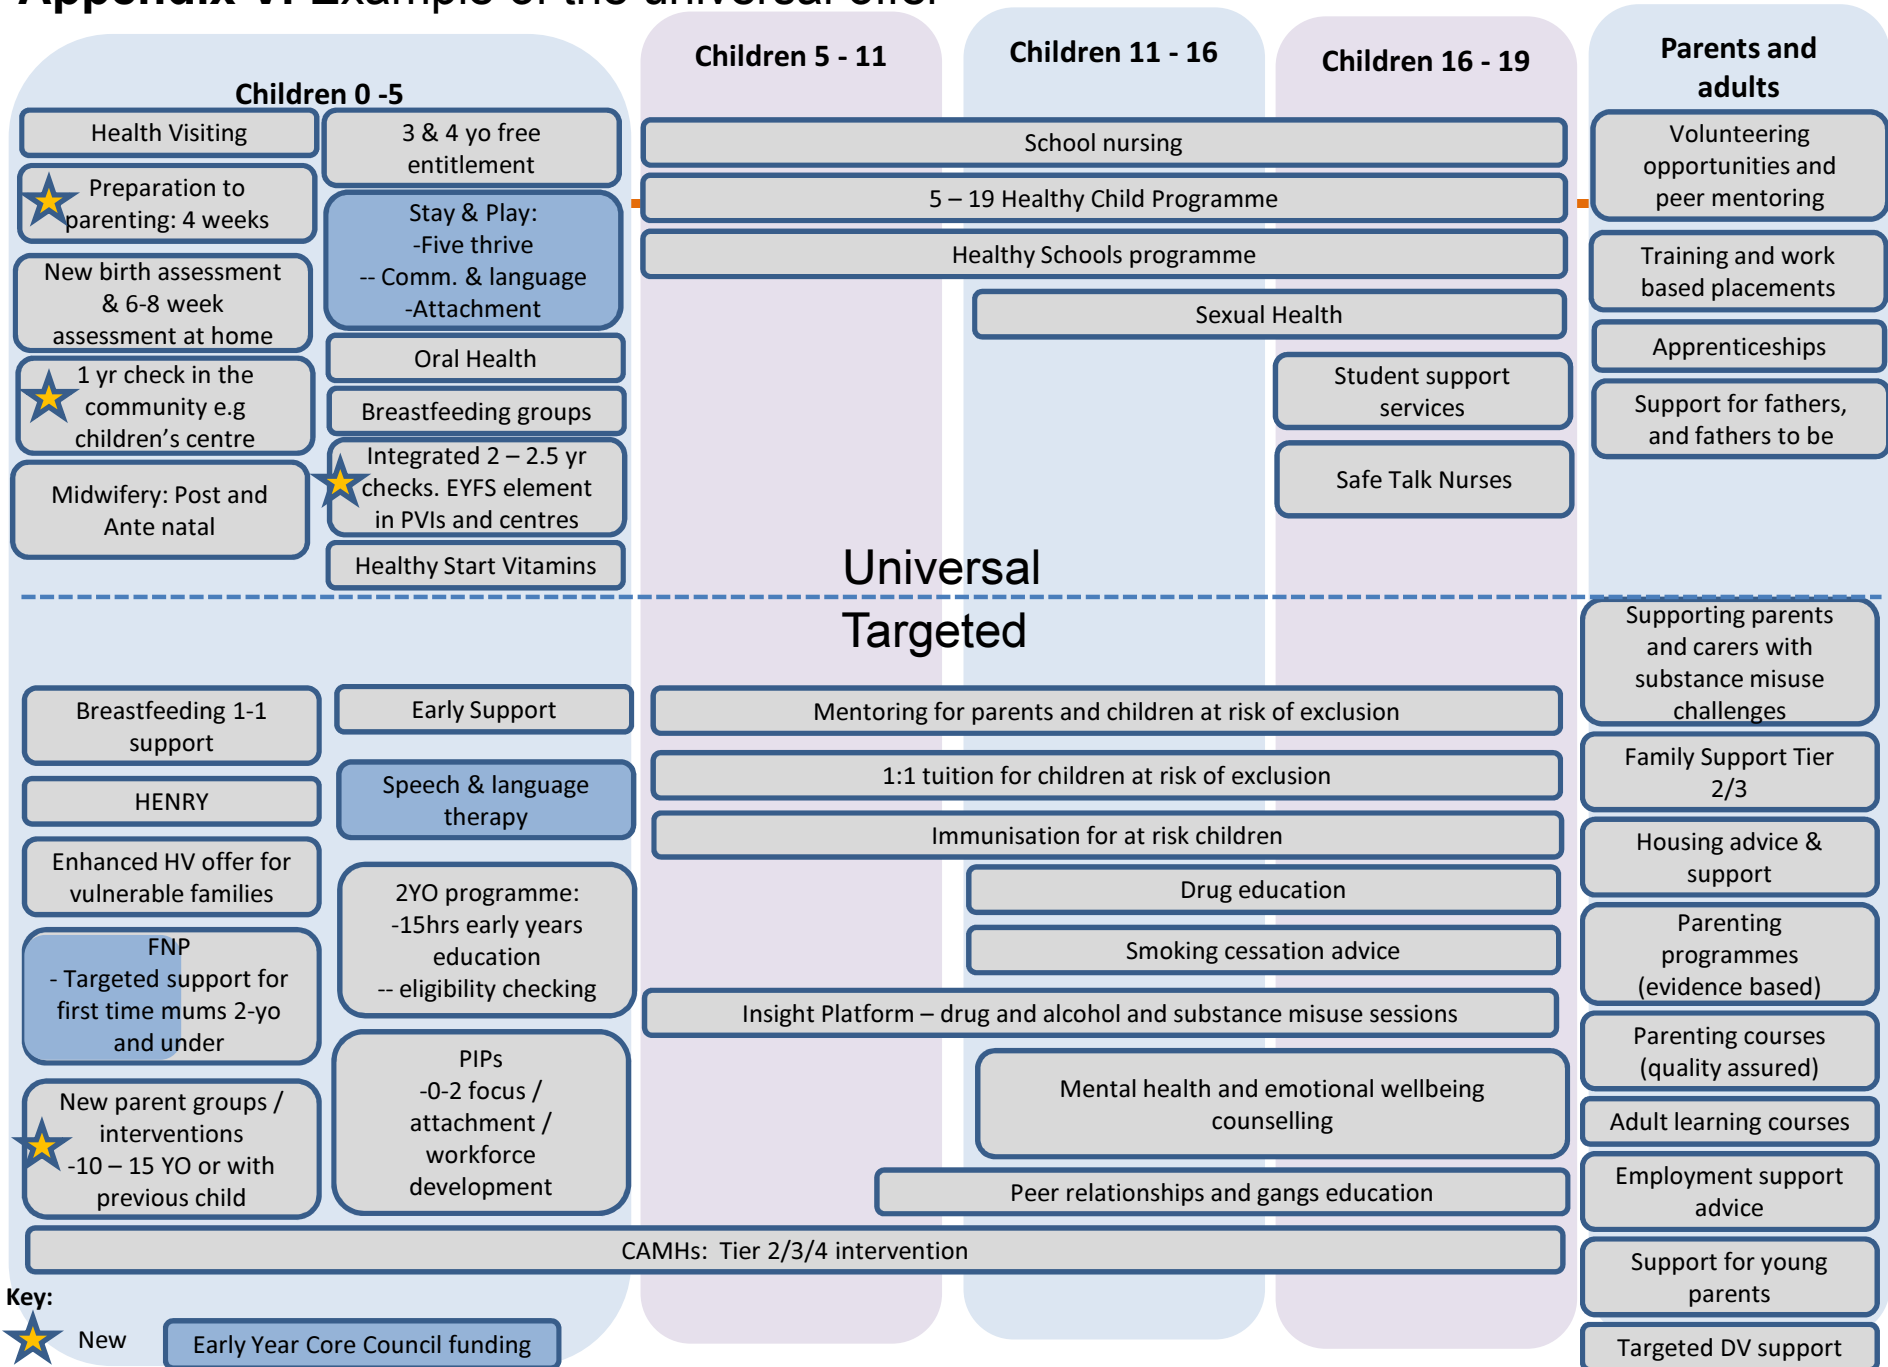 Appendix V: Example of the universal offer
Children 0 -5
Children 5 - 11
Children 11 - 16
Children 16 - 19
Parents and
adults
Health Visiting
Preparation to
parenting: 4 weeks
New birth assessment
& 6-8 week
assessment at home
1 yr check in the
community e.g
children's centre
Midwifery: Post and
Ante natal
3 & 4 yo free
entitlement
Stay & Play:
-Five thrive
-- Comm. & language
-Attachment
Oral Health
Breastfeeding groups
Integrated 2 – 2.5 yr
checks. EYFS element
in PVIs and centres
Healthy Start Vitamins
School nursing
5 – 19 Healthy Child Programme
Healthy Schools programme
Sexual Health
Student support
services
Safe Talk Nurses
Volunteering
opportunities and
peer mentoring
Training and work
based placements
Apprenticeships
Support for fathers,
and fathers to be
Universal
Targeted
Breastfeeding 1-1
support
HENRY
Enhanced HV offer for
vulnerable families
FNP
- Targeted support for
first time mums 2-yo
and under
New parent groups /
interventions
-10 – 15 YO or with
previous child
Early Support
Speech & language
therapy
2YO programme:
-15hrs early years
education
-- eligibility checking
PIPs
-0-2 focus /
attachment /
workforce
development
Mentoring for parents and children at risk of exclusion
1:1 tuition for children at risk of exclusion
Immunisation for at risk children
Drug education
Smoking cessation advice
Insight Platform – drug and alcohol and substance misuse sessions
Mental health and emotional wellbeing
counselling
Peer relationships and gangs education
CAMHs: Tier 2/3/4 intervention
Supporting parents
and carers with
substance misuse
challenges
Family Support Tier
2/3
Housing advice &
support
Parenting
programmes
(evidence based)
Parenting courses
(quality assured)
Adult learning courses
Employment support
advice
Support for young
parents
Targeted DV support
Key:
New
Early Year Core Council funding